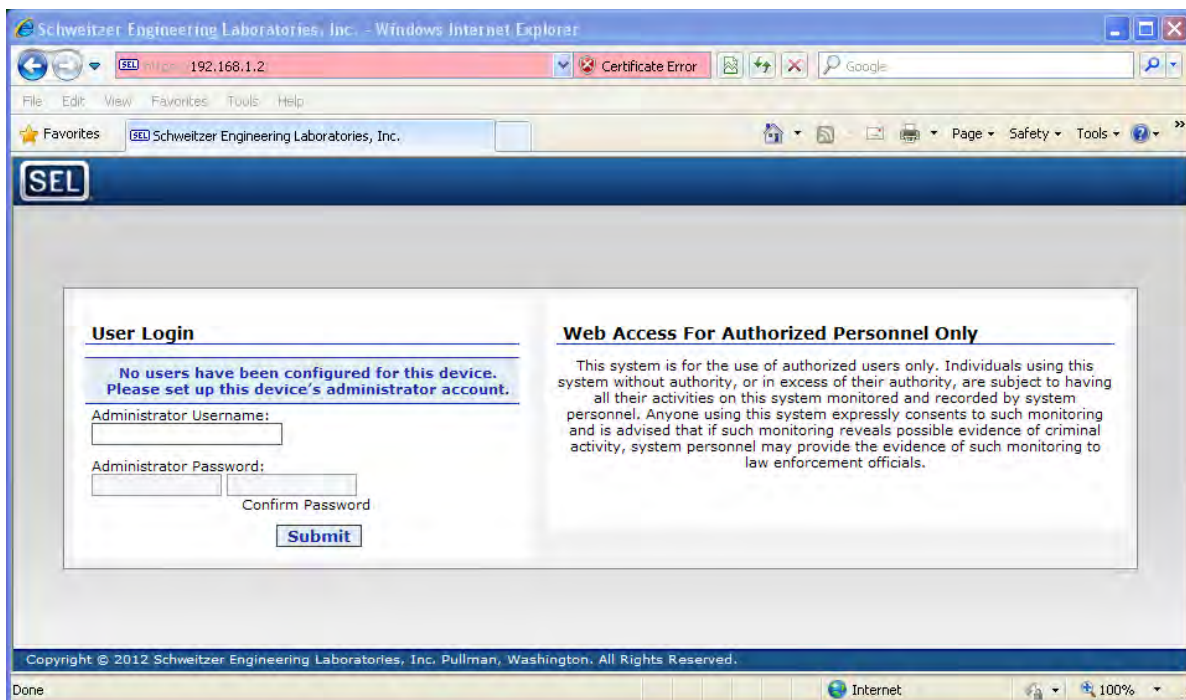 Schweitzer Engineering Laboratories, Inc. - Windows Internet Explorer
SEL https://192.168.1.2/ Certificate Error Google
File Edit View Favorites Tools Help
Favorites SEL Schweitzer Engineering Laboratories, Inc. Page Safety Tools »
SEL
User Login
No users have been configured for this device.
Please set up this device's administrator account.
Administrator Username:
Administrator Password:
Confirm Password
Submit
Web Access For Authorized Personnel Only
This system is for the use of authorized users only. Individuals using this
system without authority, or in excess of their authority, are subject to having
all their activities on this system monitored and recorded by system
personnel. Anyone using this system expressly consents to such monitoring
and is advised that if such monitoring reveals possible evidence of criminal
activity, system personnel may provide the evidence of such monitoring to
law enforcement officials.
Copyright © 2012 Schweitzer Engineering Laboratories, Inc. Pullman, Washington. All Rights Reserved.
Done Internet 100%